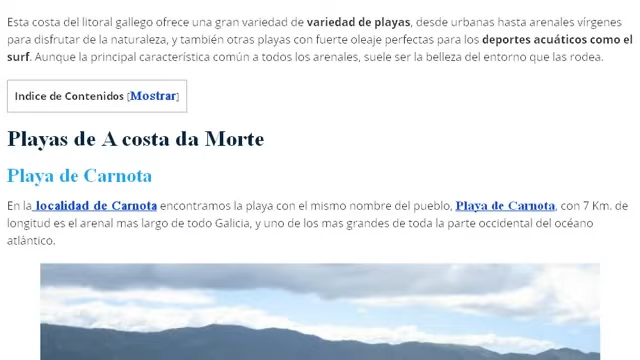 Esta costa del litoral gallego ofrece una gran variedad de variedad de playas, desde urbanas hasta arenales vírgenes
para disfrutar de la naturaleza, y también otras playas con fuerte oleaje perfectas para los deportes acuáticos como el
surf. Aunque la principal característica común a todos los arenales, suele ser la belleza del entorno que las rodea.
Indice de Contenidos [Mostrar]
Playas de A costa da Morte
Playa de Carnota
En la localidad de Carnota encontramos la playa con el mismo nombre del pueblo, Playa de Carnota, con 7 Km. de
longitud es el arenal mas largo de todo Galicia, y uno de los mas grandes de toda la parte occidental del océano
atlántico.